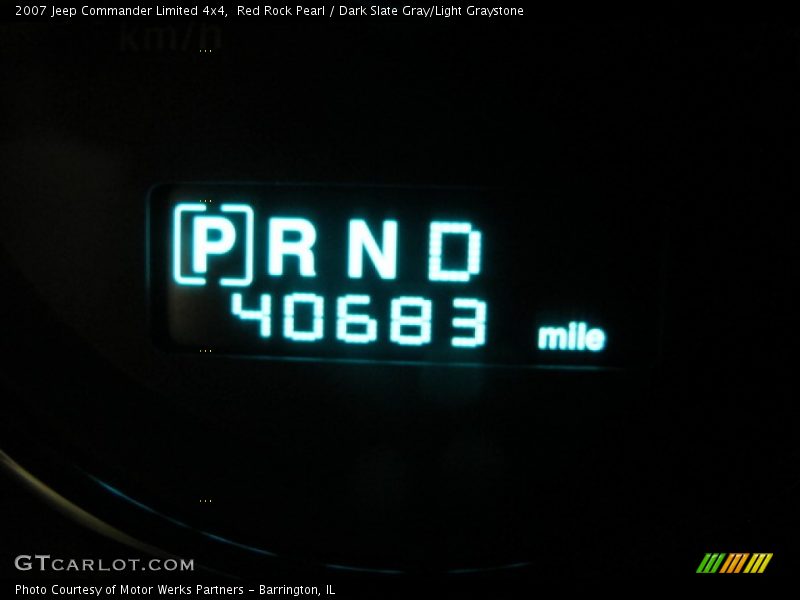 2007 Jeep Commander Limited 4x4,  Red Rock Pearl / Dark Slate Gray/Light Graystone
km/h
[P] R N D
40683 mile
GTCARLOT.COM
Photo Courtesy of Motor Werks Partners - Barrington, IL